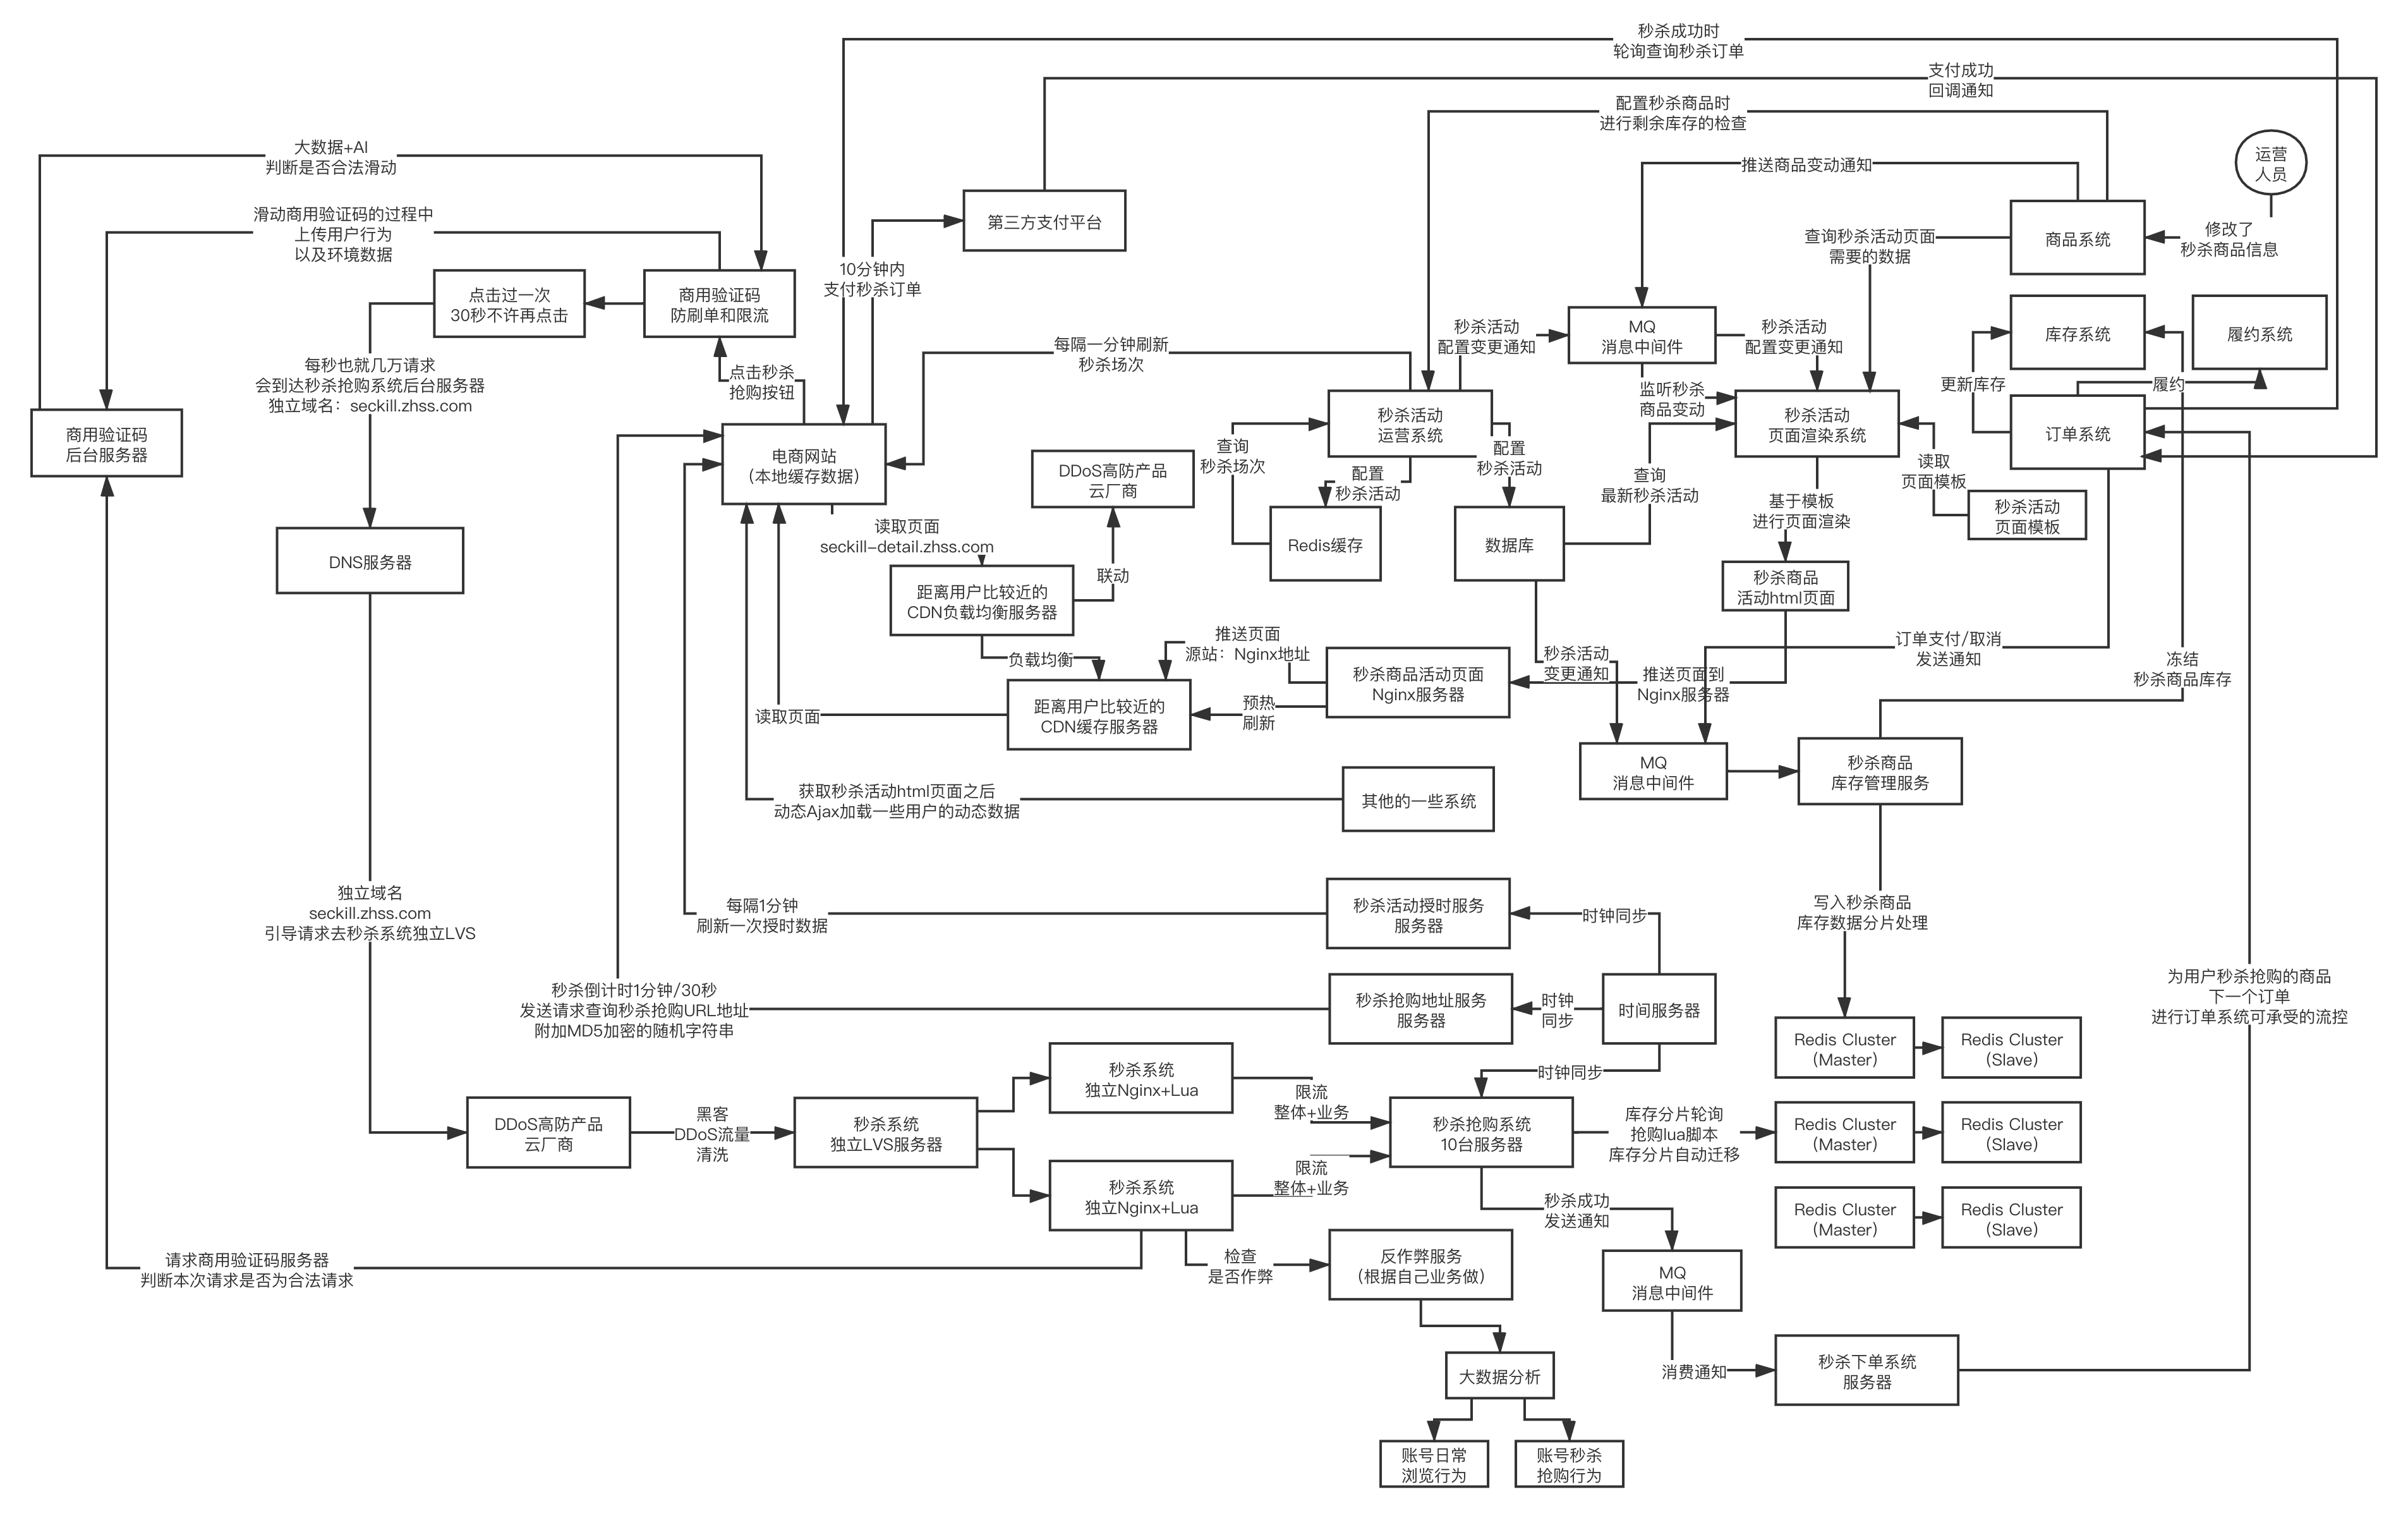 秒杀成功时
轮询查询秒杀订单
支付成功
回调通知
配置秒杀商品时
进行剩余库存的检查
大数据+AI
判断是否合法滑动
推送商品变动通知
运营
人员
滑动商用验证码的过程中
上传用户行为
以及环境数据
第三方支付平台
查询秒杀活动页面
需要的数据
商品系统
修改了
秒杀商品信息
点击过一次
30秒不许再点击
商用验证码
防刷单和限流
10分钟内
支付秒杀订单
秒杀活动
配置变更通知
MQ
消息中间件
秒杀活动
配置变更通知
库存系统
履约系统
每秒也就几万请求
会到达秒杀抢购系统后台服务器
独立域名：seckill.zhss.com
点击秒杀
抢购按钮
每隔一分钟刷新
秒杀场次
监听秒杀
商品变动
更新库存
履约
商用验证码
后台服务器
电商网站
（本地缓存数据）
DDoS高防产品
云厂商
查询
秒杀场次
秒杀活动
运营系统
配置
秒杀活动
配置
秒杀活动
查询
最新秒杀活动
秒杀活动
页面渲染系统
订单系统
读取
页面模板
秒杀活动
页面模板
基于模板
进行页面渲染
DNS服务器
读取页面
seckill-detail.zhss.com
联动
Redis缓存
数据库
距离用户比较近的
CDN负载均衡服务器
秒杀商品
活动html页面
负载均衡
推送页面
源站：Nginx地址
秒杀商品活动页面
Nginx服务器
秒杀活动
变更通知
推送页面到
Nginx服务器
订单支付/取消
发送通知
冻结
秒杀商品库存
读取页面
距离用户比较近的
CDN缓存服务器
预热
刷新
MQ
消息中间件
秒杀商品
库存管理服务
获取秒杀活动html页面之后
动态Ajax加载一些用户的动态数据
其他的一些系统
独立域名
seckill.zhss.com
引导请求去秒杀系统独立LVS
每隔1分钟
刷新一次授时数据
秒杀活动授时服务
服务器
时钟同步
写入秒杀商品
库存数据分片处理
秒杀倒计时1分钟/30秒
发送请求查询秒杀抢购URL地址
附加MD5加密的随机字符串
秒杀抢购地址服务
服务器
时钟
同步
时间服务器
为用户秒杀抢购的商品
下一个订单
进行订单系统可承受的流控
Redis Cluster
(Master)
Redis Cluster
(Slave)
秒杀系统
独立Nginx+Lua
时钟同步
限流
整体+业务
DDoS高防产品
云厂商
黑客
DDoS流量
清洗
秒杀系统
独立LVS服务器
秒杀抢购系统
10台服务器
库存分片轮询
抢购lua脚本
库存分片自动迁移
Redis Cluster
(Master)
Redis Cluster
(Slave)
秒杀系统
独立Nginx+Lua
限流
整体+业务
秒杀成功
发送通知
Redis Cluster
(Master)
Redis Cluster
(Slave)
请求商用验证码服务器
判断本次请求是否为合法请求
检查
是否作弊
反作弊服务
（根据自己业务做）
MQ
消息中间件
大数据分析
消费通知
秒杀下单系统
服务器
账号日常
浏览行为
账号秒杀
抢购行为